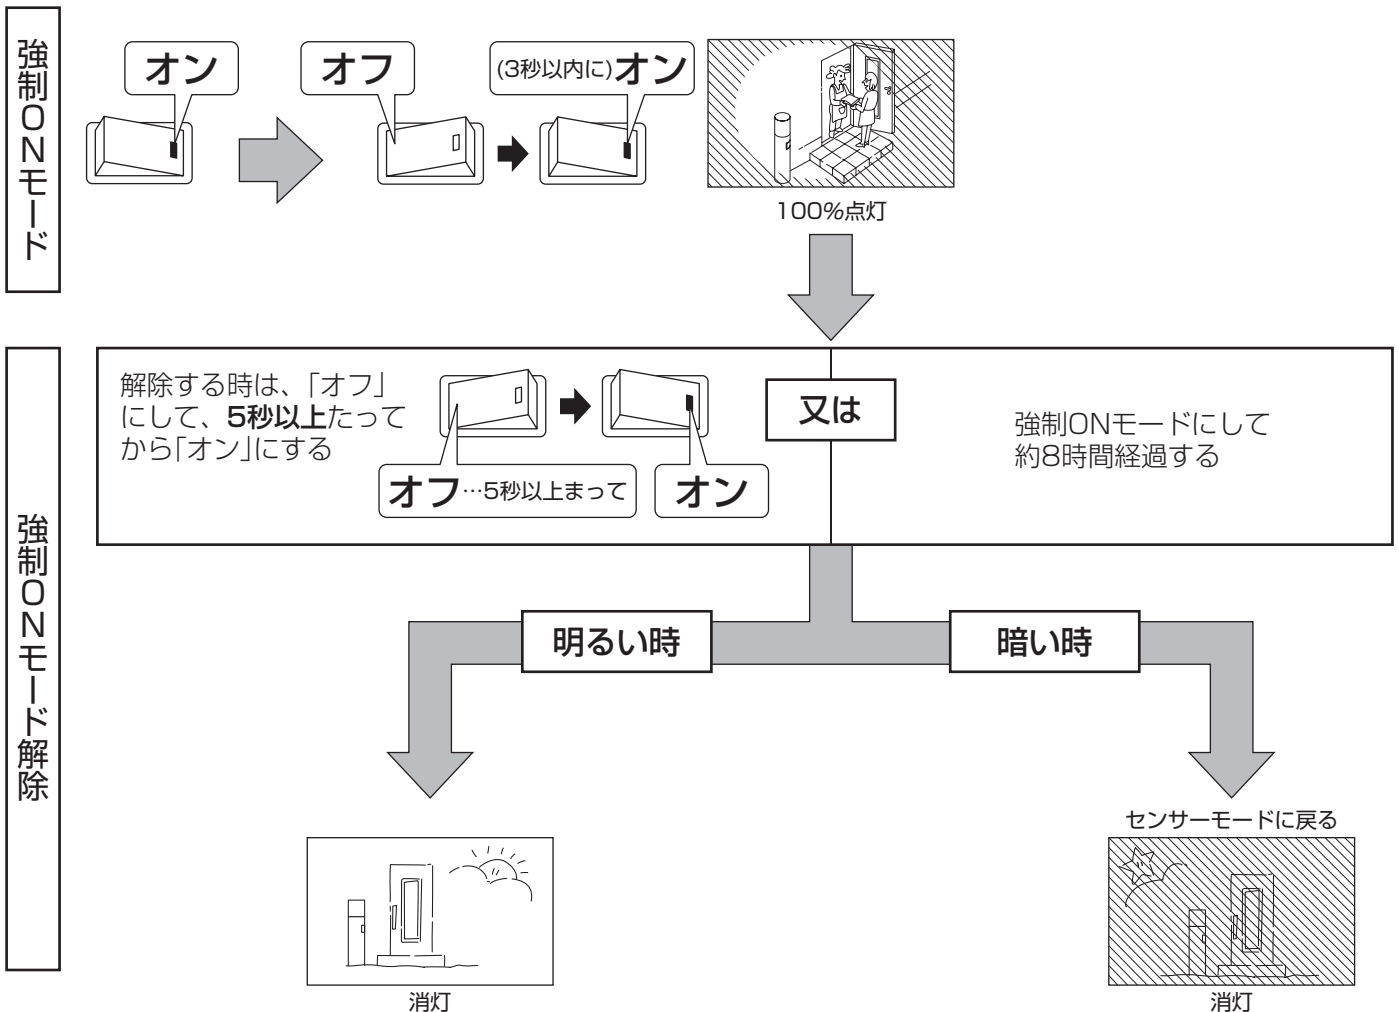 強制ONモード
オン
オフ
(3秒以内に)オン
100%点灯
強制ONモード解除
解除する時は、「オフ」
にして、5秒以上たって
から「オン」にする
オフ…5秒以上まって
オン
又は
強制ONモードにして
約8時間経過する
明るい時
暗い時
消灯
センサーモードに戻る
消灯